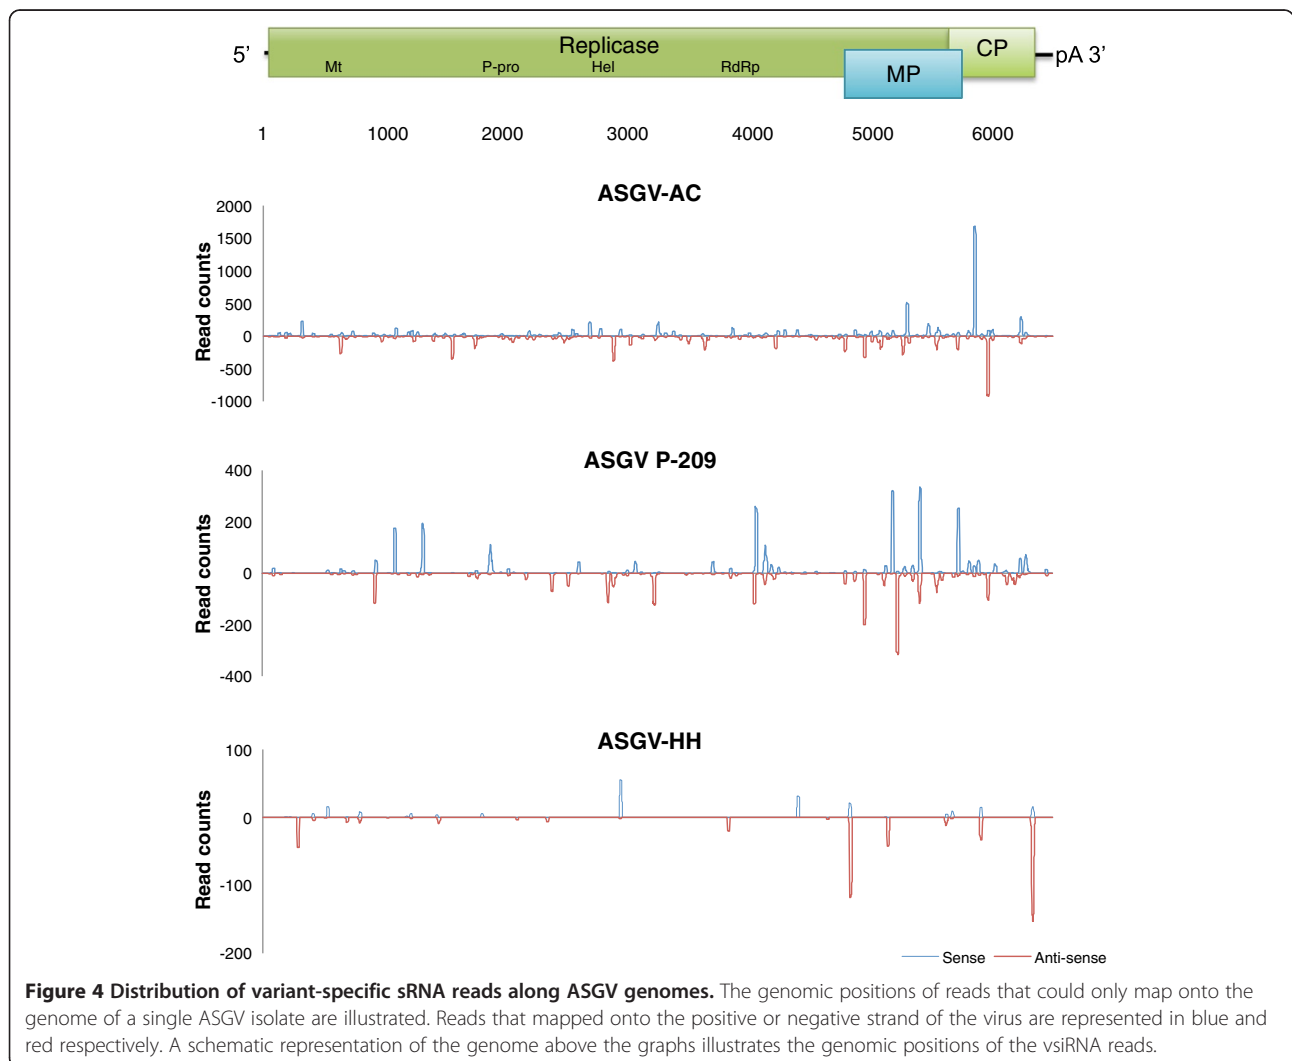 Replicase
CP
5’
pA 3’
Mt P-pro Hel RdRp
MP
1 1000 2000 3000 4000 5000 6000
ASGV-AC
Read counts
2000
1500
1000
500
0
-500
-1000
ASGV P-209
Read counts
400
200
0
-200
-400
ASGV-HH
Read counts
100
0
-100
-200
Sense Anti-sense
Figure 4 Distribution of variant-specific sRNA reads along ASGV genomes. The genomic positions of reads that could only map onto the
genome of a single ASGV isolate are illustrated. Reads that mapped onto the positive or negative strand of the virus are represented in blue and
red respectively. A schematic representation of the genome above the graphs illustrates the genomic positions of the vsiRNA reads.